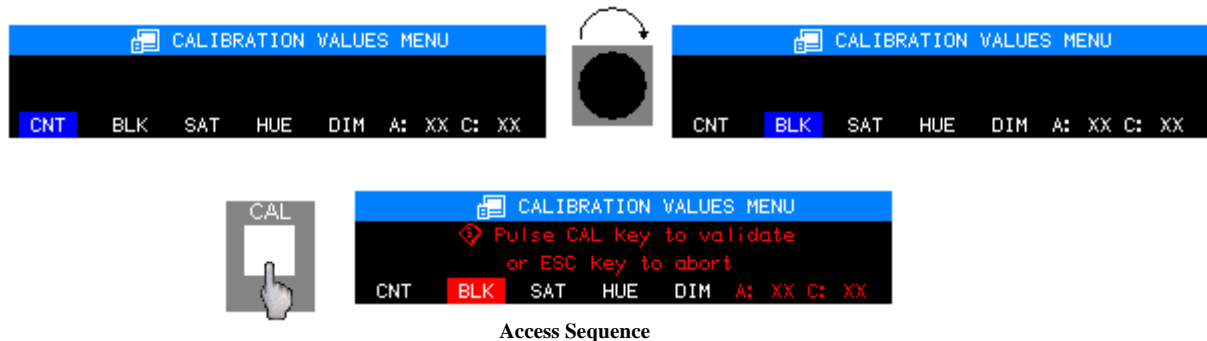 CALIBRATION VALUES MENU
CNT BLK SAT HUE DIM A: XX C: XX
CALIBRATION VALUES MENU
CNT BLK SAT HUE DIM A: XX C: XX
CAL
CALIBRATION VALUES MENU
Pulse CAL Key to validate
or ESC Key to abort
CNT BLK SAT HUE DIM A: XX C: XX
Access Sequence